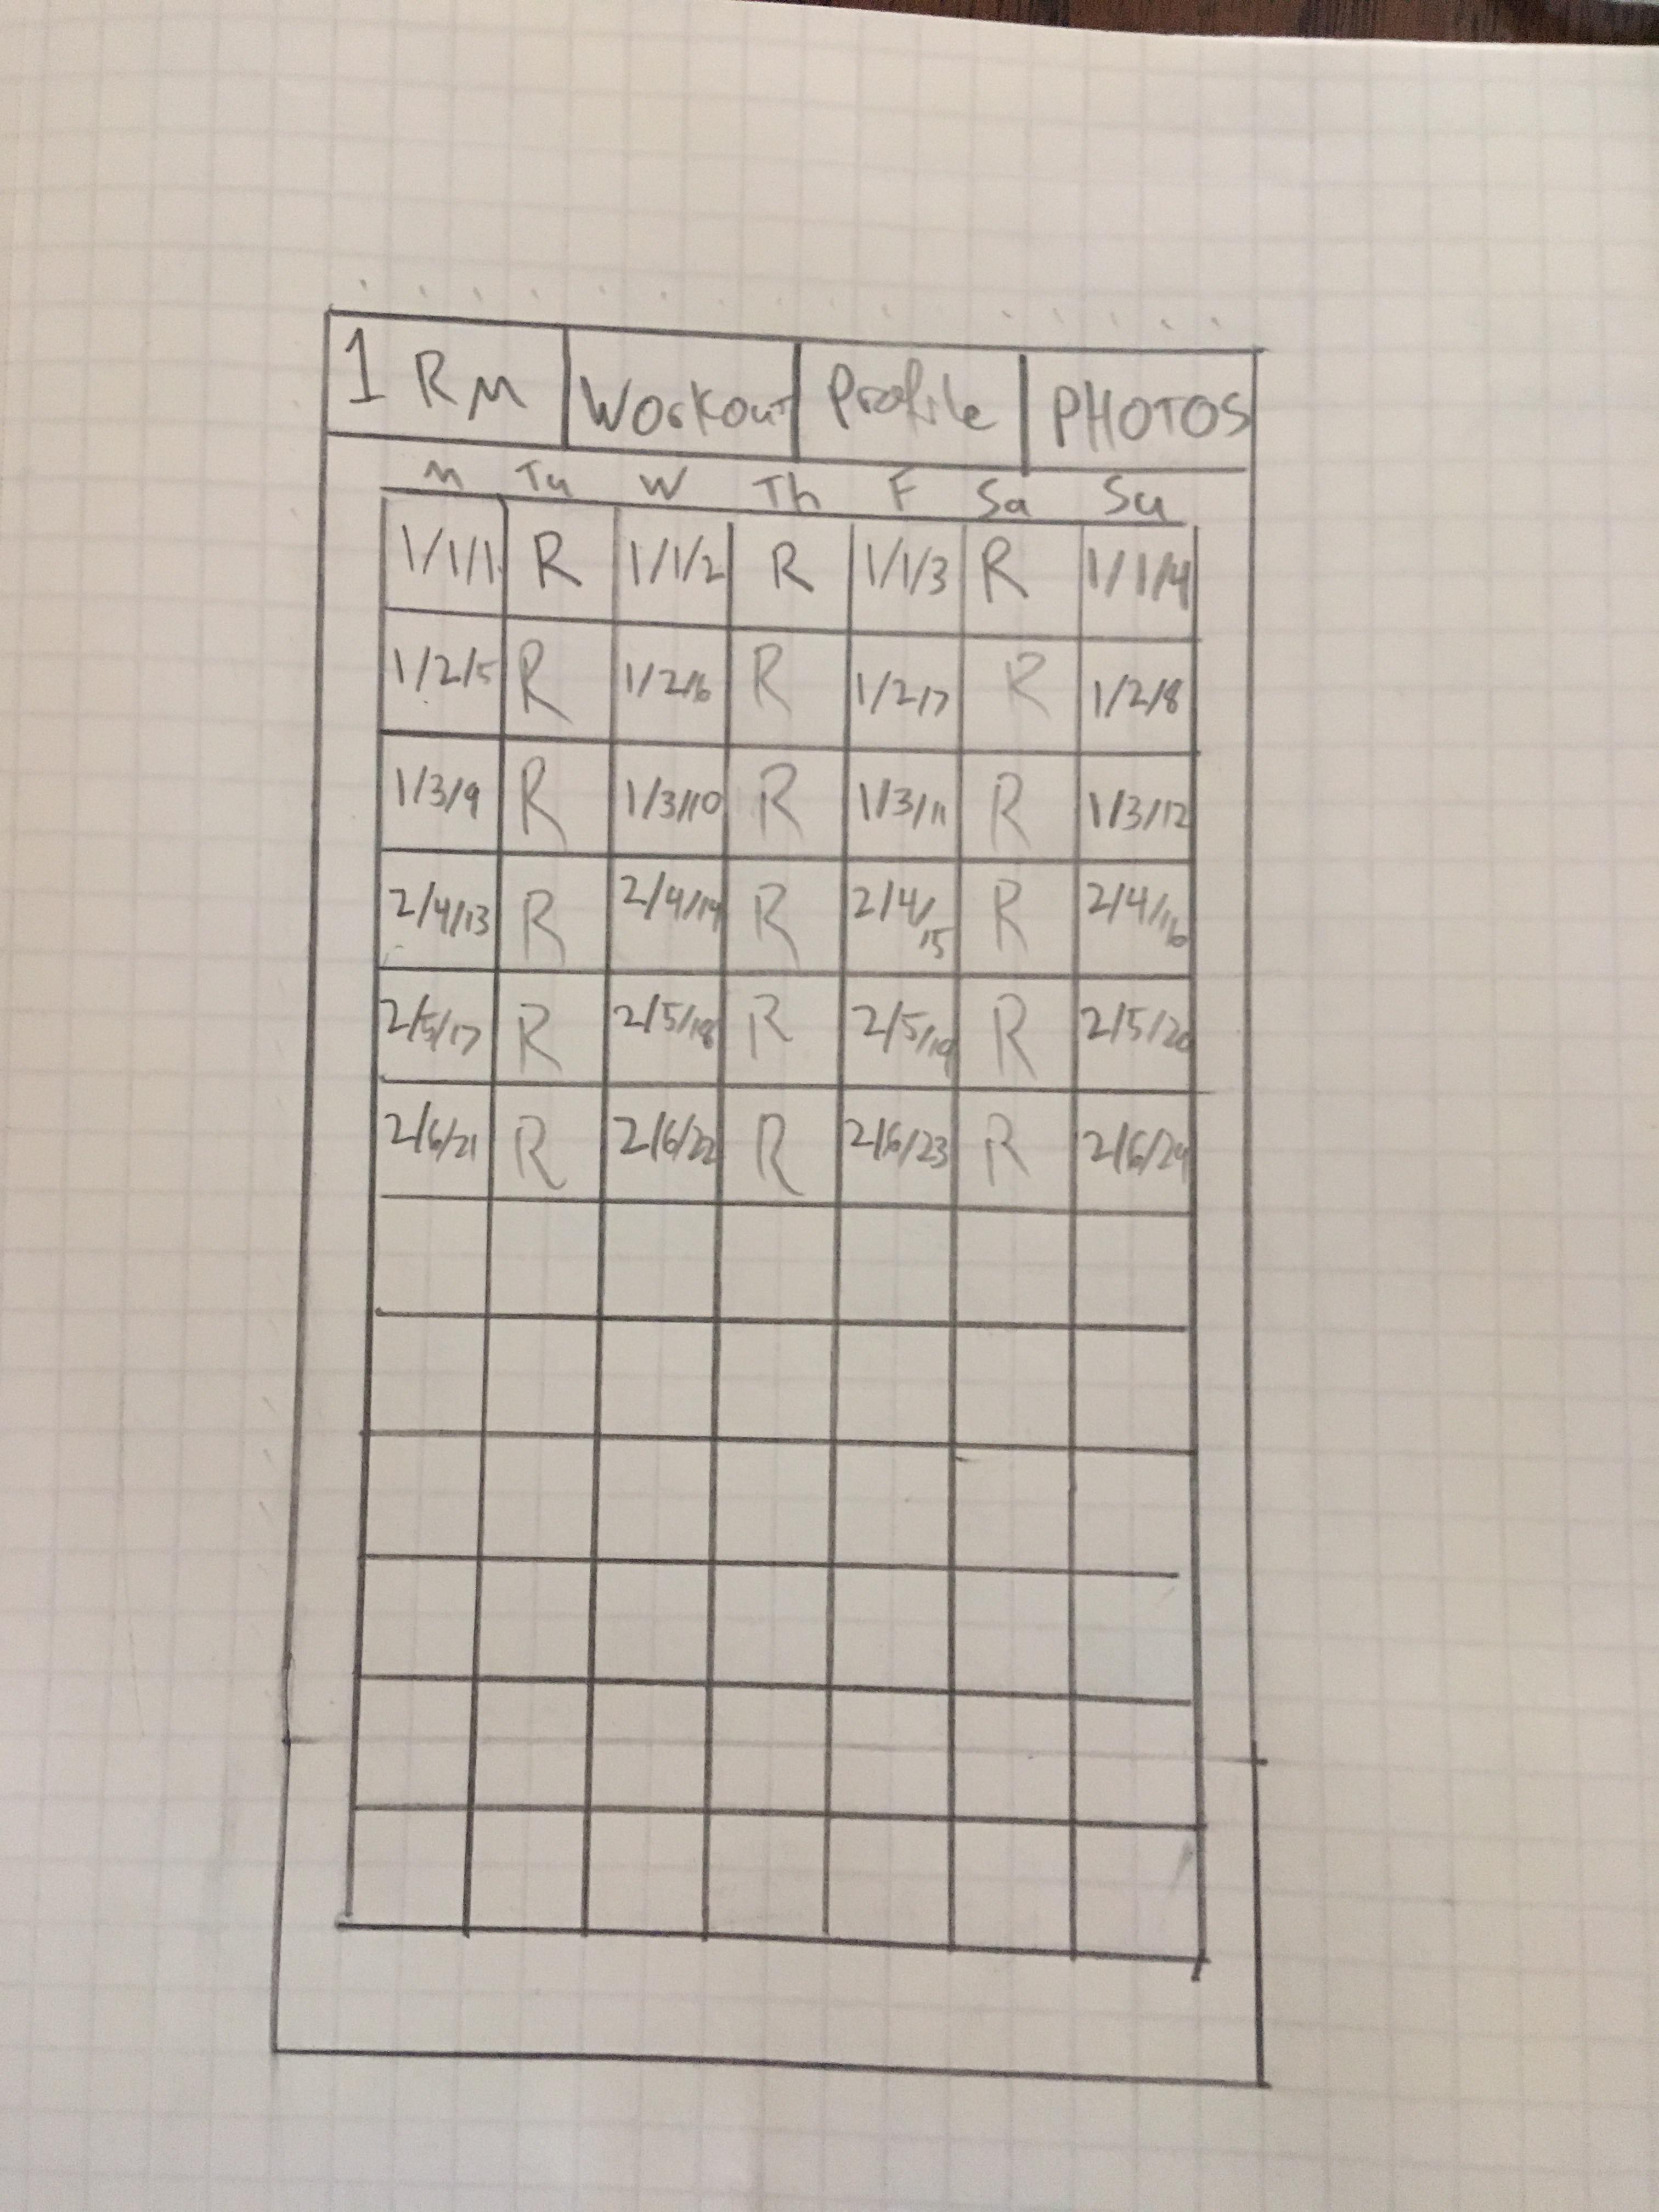 1 RM Workout Profile PHOTOS
M Tu W Th F Sa Su
1/1/1 R 1/1/2 R 1/1/3 R 1/1/4
1/2/5 R 1/2/6 R 1/2/7 R 1/2/8
1/3/9 R 1/3/10 R 1/3/11 R 1/3/12
2/4/13 R 2/4/14 R 2/4/15 R 2/4/16
2/5/17 R 2/5/18 R 2/5/19 R 2/5/20
2/6/21 R 2/6/22 R 2/6/23 R 2/6/24